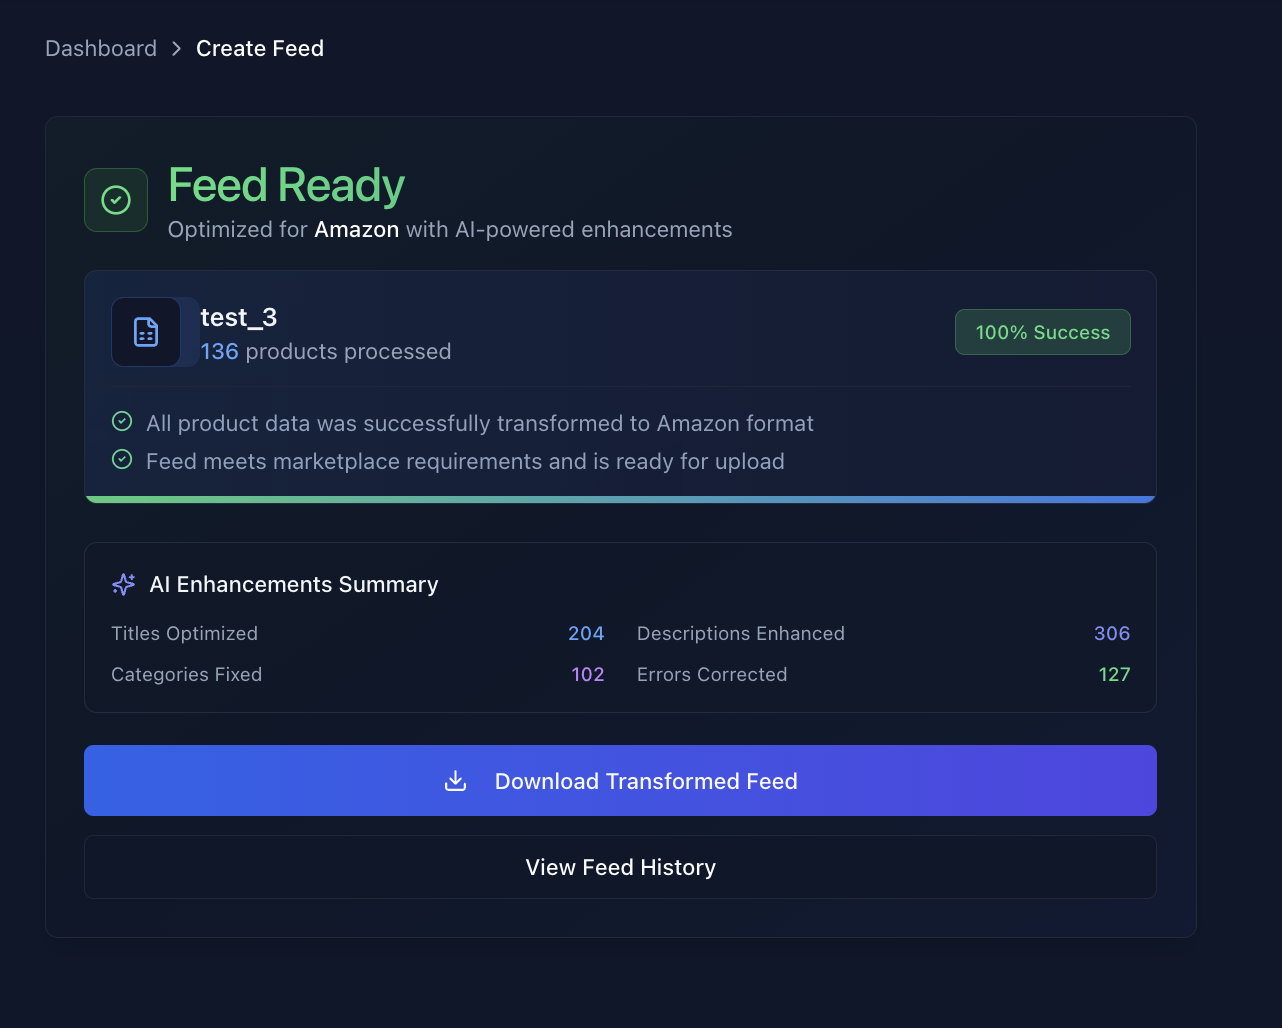 Dashboard > Create Feed
Feed Ready
Optimized for Amazon with AI-powered enhancements
test_3
136 products processed
100% Success
All product data was successfully transformed to Amazon format
Feed meets marketplace requirements and is ready for upload
AI Enhancements Summary
Titles Optimized 204
Descriptions Enhanced 306
Categories Fixed 102
Errors Corrected 127
Download Transformed Feed
View Feed History